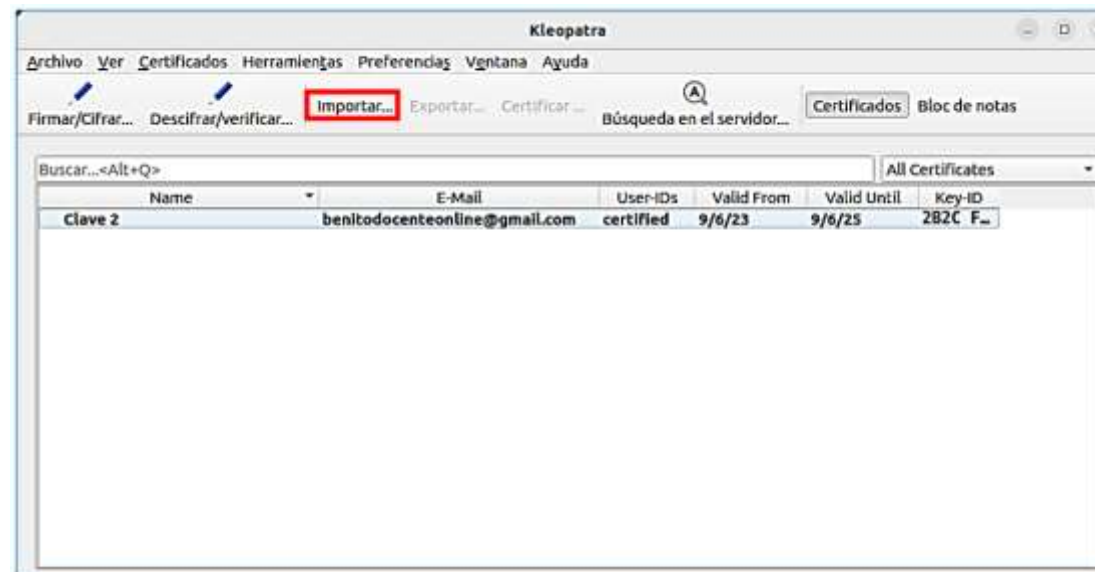 Kleopatra
Archivo Ver Certificados Herramientas Preferencias Ventana Ayuda
Firmar/Cifrar... Descifrar/verificar... Importar... Exportar... Certificar... Búsqueda en el servidor... Certificados Bloc de notas
Buscar...<Alt+Q> All Certificates
Name E-Mail User-IDs Valid From Valid Until Key-ID
Clave 2 benitodocenteonline@gmail.com certified 9/6/23 9/6/25 2B2C F...